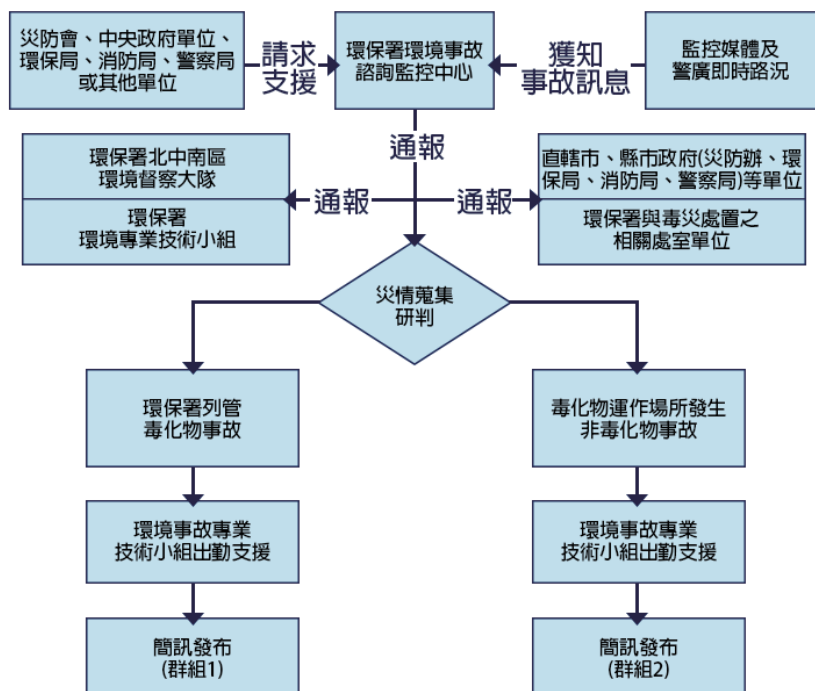 災防會、中央政府單位、
環保局、消防局、警察局
或其他單位
請求
支援
環保署環境事故
諮詢監控中心
獲知
事故訊息
監控媒體及
警廣即時路況
通報
環保署北中南區
環境督察大隊
環保署
環境專業技術小組
通報
通報
直轄市、縣市政府(災防辦、環
保局、消防局、警察局)等單位
環保署與毒災處置之
相關處室單位
災情蒐集
研判
環保署列管
毒化物事故
毒化物運作場所發生
非毒化物事故
環境事故專業
技術小組出勤支援
環境事故專業
技術小組出勤支援
簡訊發布
(群組1)
簡訊發布
(群組2)